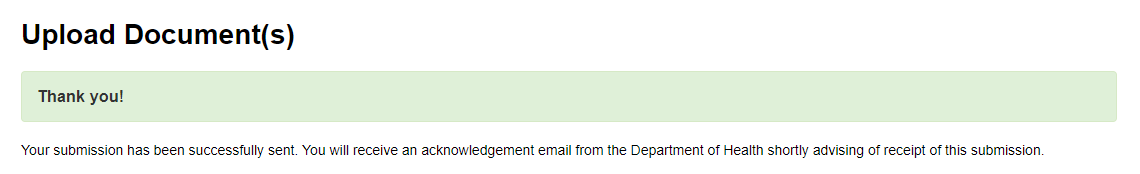 Upload Document(s)
Thank you!
Your submission has been successfully sent. You will receive an acknowledgement email from the Department of Health shortly advising of receipt of this submission.